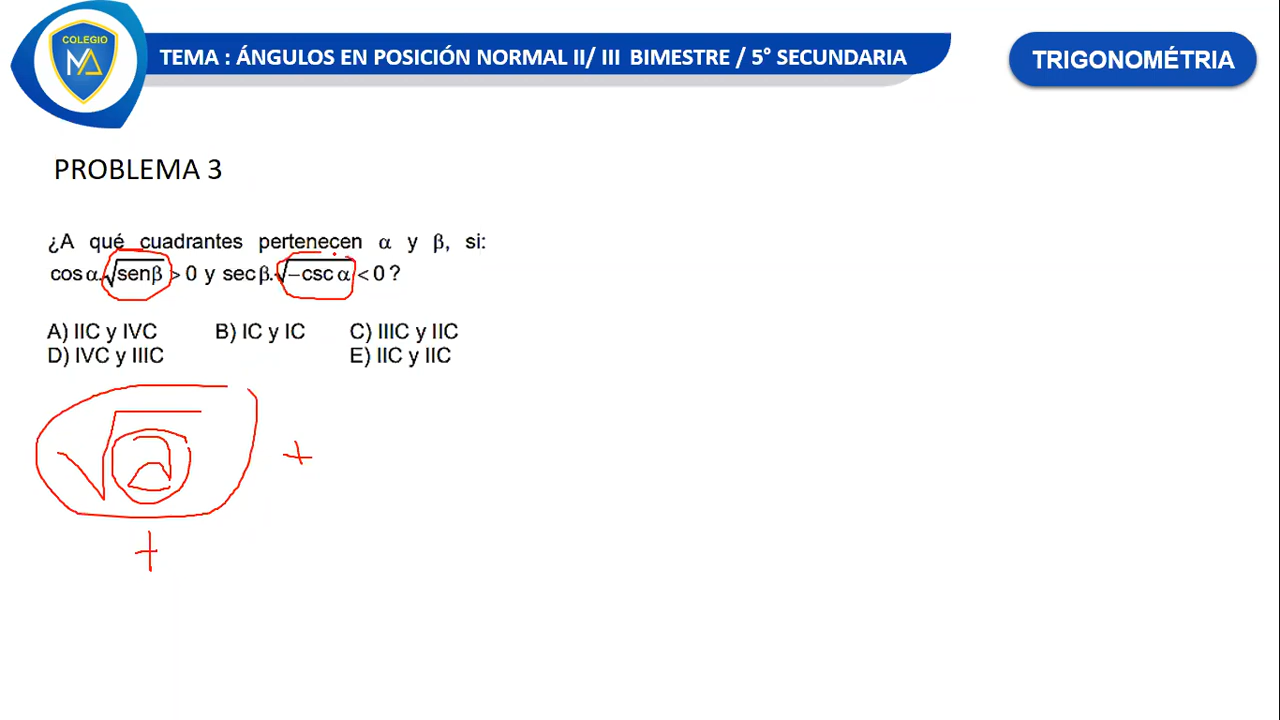 COLEGIO
MA
TEMA : ÁNGULOS EN POSICIÓN NORMAL II/ III BIMESTRE / 5° SECUNDARIA
TRIGONOMÉTRIA
PROBLEMA 3
¿A qué cuadrantes pertenecen α y β, si:
cosα.√senβ > 0 y secβ.√−cscα < 0 ?
A) IIC y IVC B) IC y IC C) IIIC y IIC
D) IVC y IIIC E) IIC y IIC
√a +
+